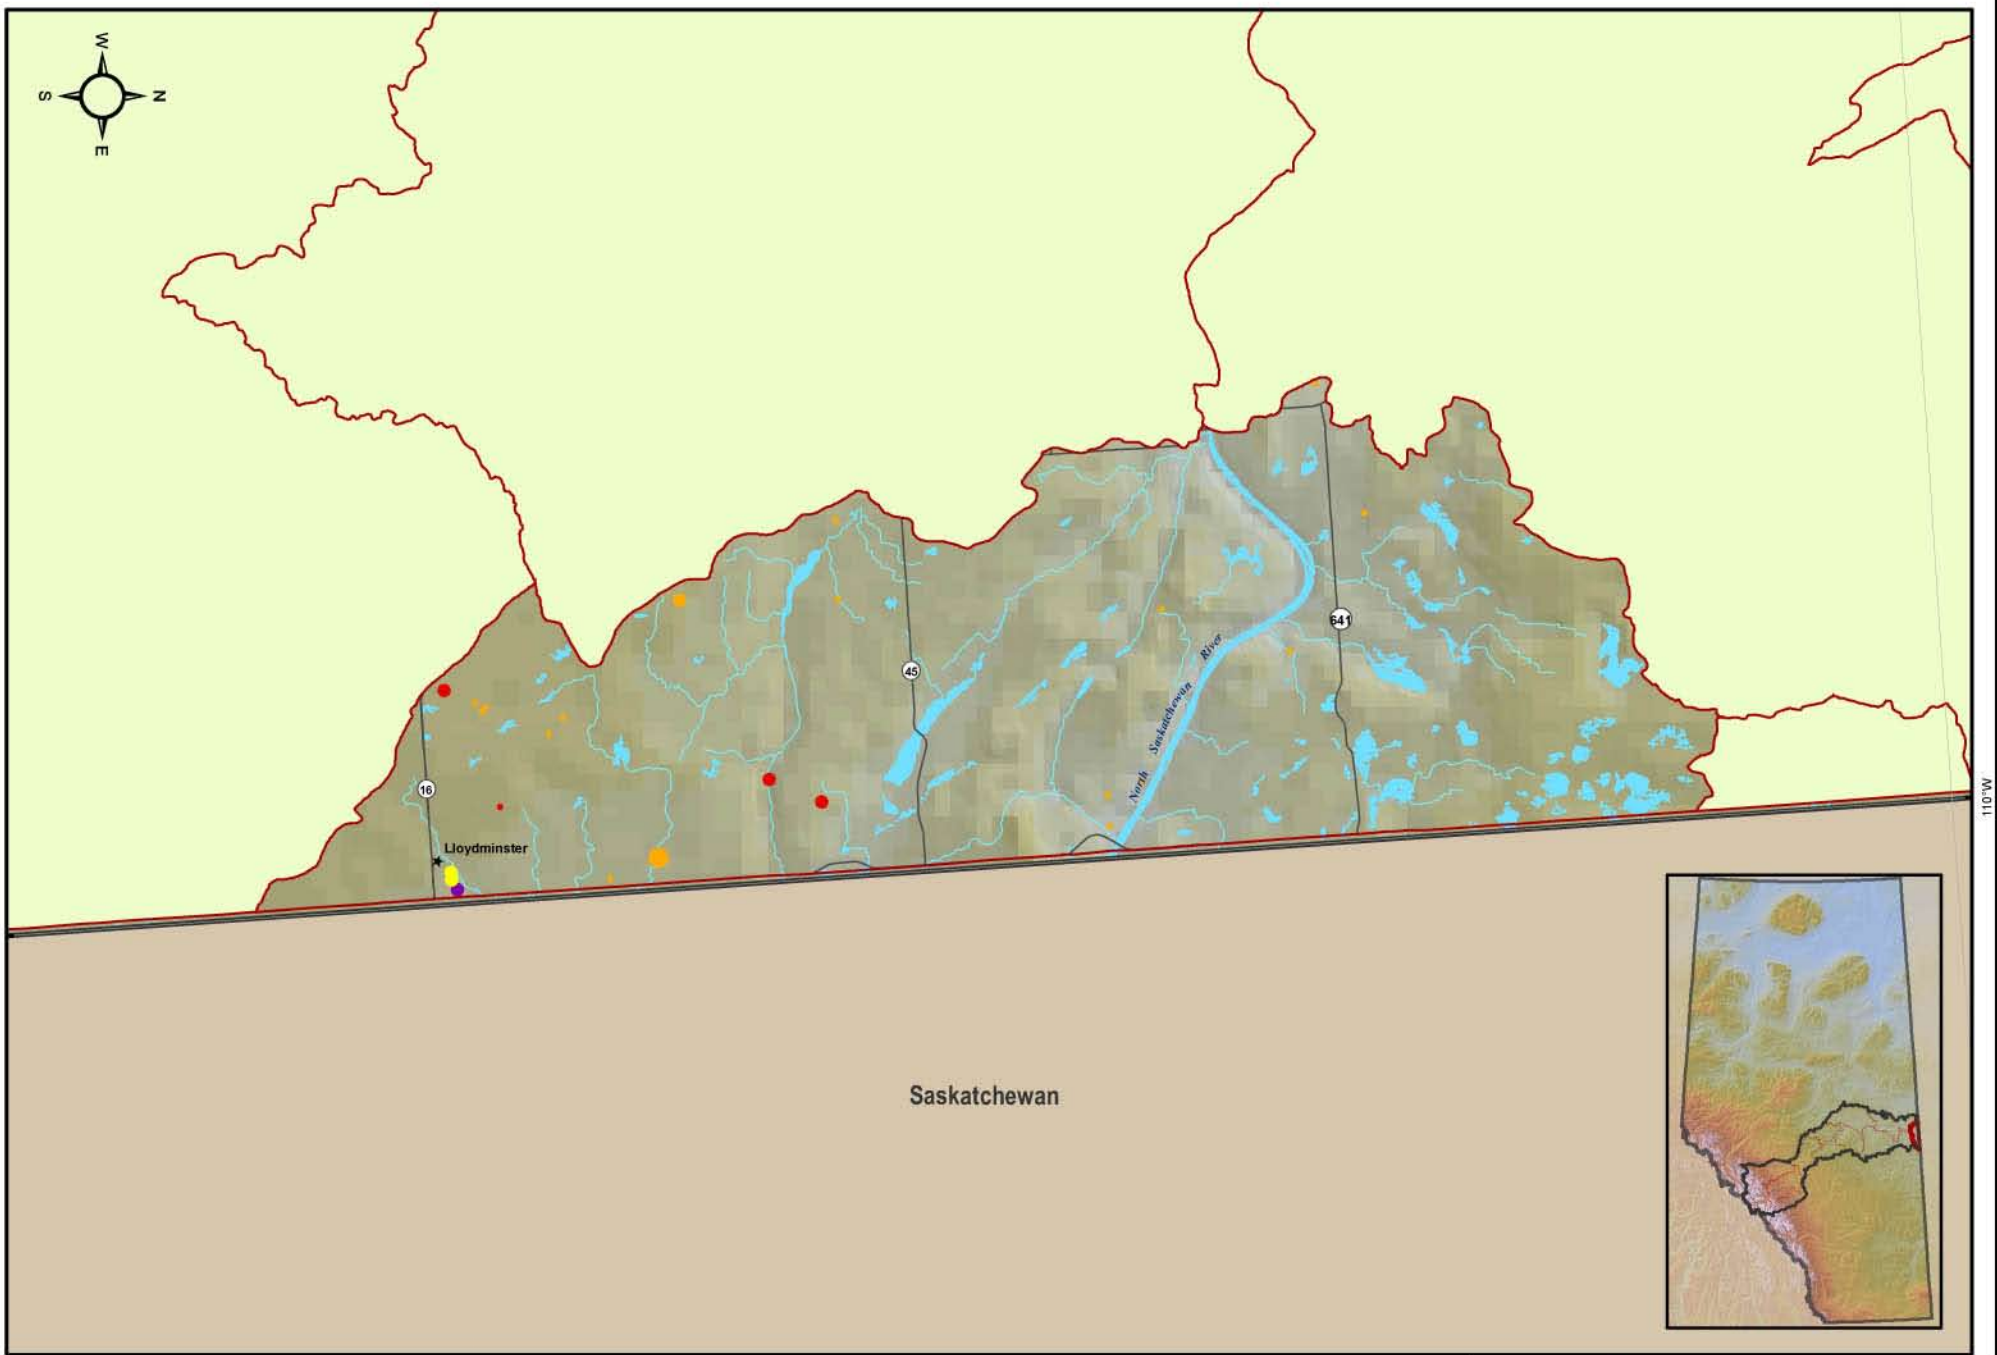 W
S
N
E
641
45
North Saskatchewan River
16
Lloydminster
110°W
Saskatchewan